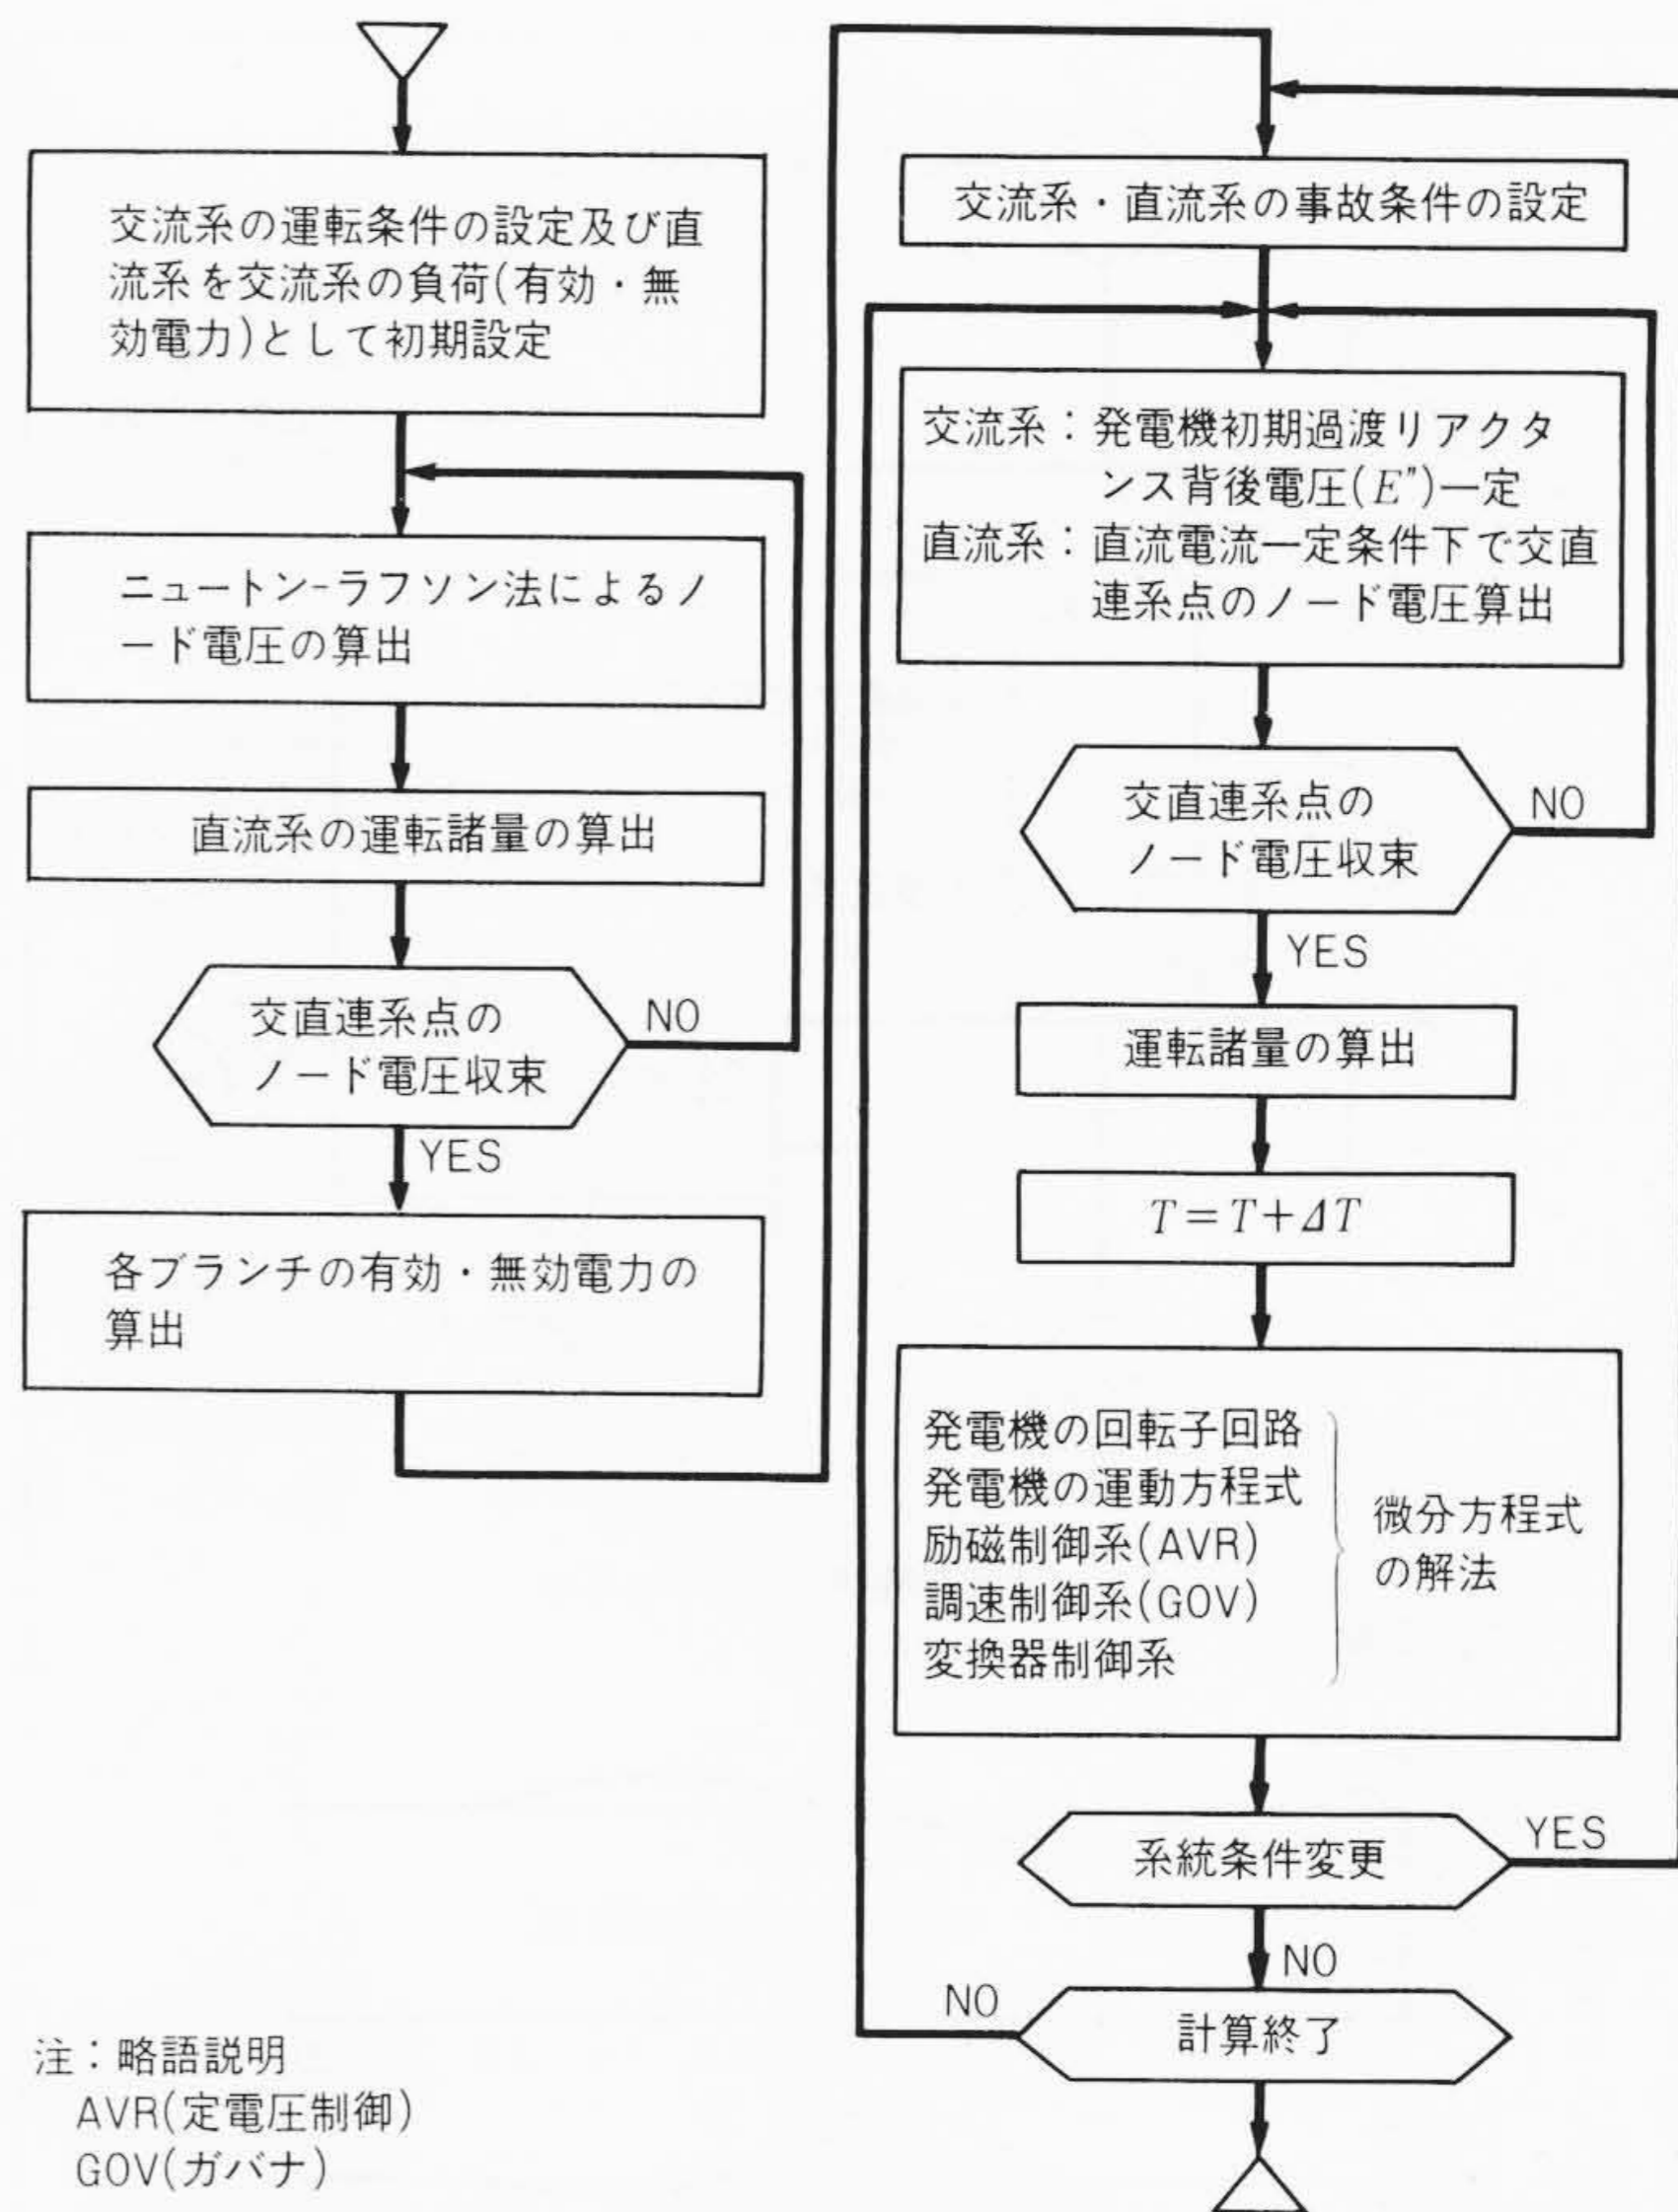 交流系の運転条件の設定及び直
流系を交流系の負荷(有効・無
効電力)として初期設定
ニュートン-ラフソン法によるノ
ード電圧の算出
直流系の運転諸量の算出
交直連系点の
ノード電圧収束
NO
YES
各ブランチの有効・無効電力の
算出
交流系・直流系の事故条件の設定
交流系：発電機初期過渡リアクタ
ンス背後電圧(E")一定
直流系：直流電流一定条件下で交直
連系点のノード電圧算出
交直連系点の
ノード電圧収束
NO
YES
運転諸量の算出
T=T+ΔT
発電機の回転子回路
発電機の運動方程式
励磁制御系(AVR)
調速制御系(GOV)
変換器制御系
微分方程式
の解法
系統条件変更
YES
NO
計算終了
NO
注：略語説明
AVR(定電圧制御)
GOV(ガバナ)